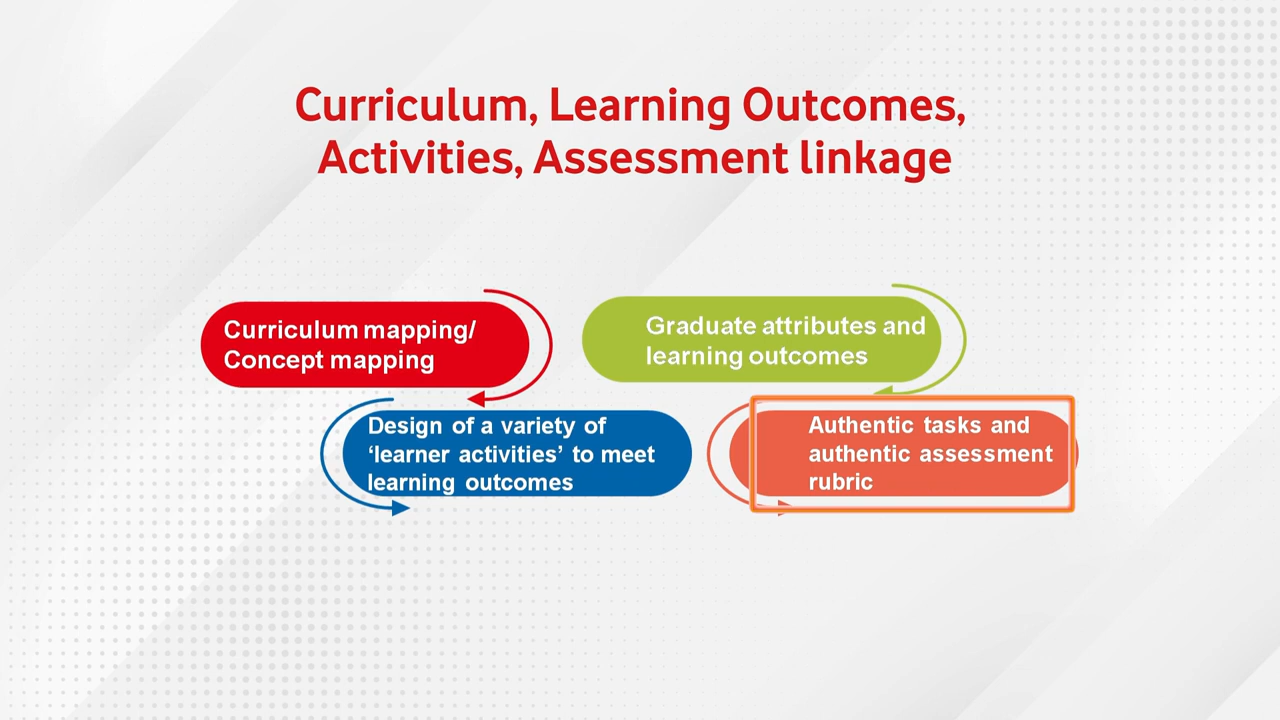 Curriculum, Learning Outcomes,
Activities, Assessment linkage
Curriculum mapping/
Concept mapping
Graduate attributes and
learning outcomes
Design of a variety of
‘learner activities’ to meet
learning outcomes
Authentic tasks and
authentic assessment
rubric